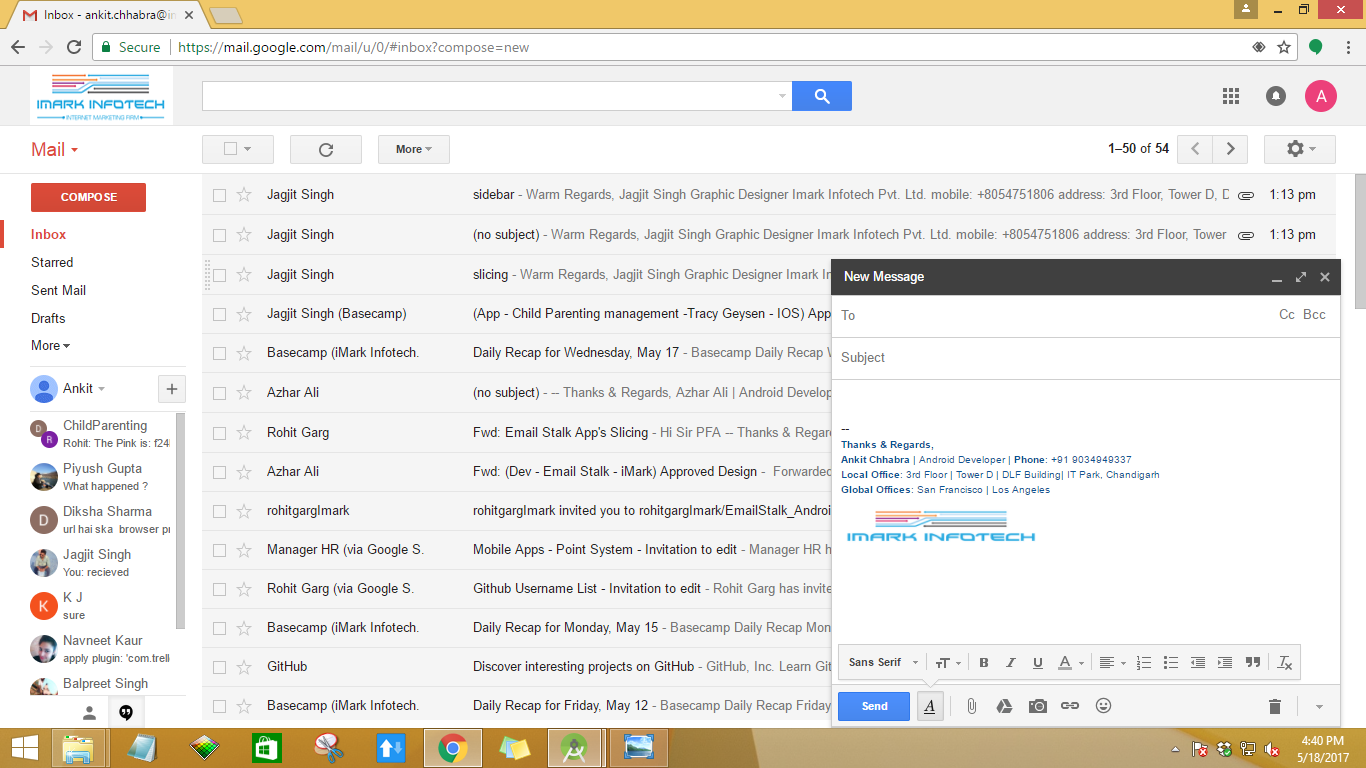 Inbox - ankit.chhabra@in
Secure https://mail.google.com/mail/u/0/#inbox?compose=new
IMARK INFOTECH
INTERNET MARKETING FIRM
A
Mail
More
1–50 of 54
COMPOSE
Inbox
Starred
Sent Mail
Drafts
More
Ankit
ChildParenting
Rohit: The Pink is: f24
Piyush Gupta
What happened ?
Diksha Sharma
url hai ska browser pr
Jagjit Singh
You: recieved
K J
sure
Navneet Kaur
apply plugin: 'com.trell
Balpreet Singh
D
R
D
K
Jagjit Singh sidebar - Warm Regards, Jagjit Singh Graphic Designer Imark Infotech Pvt. Ltd. mobile: +8054751806 address: 3rd Floor, Tower D, D 1:13 pm
Jagjit Singh (no subject) - Warm Regards, Jagjit Singh Graphic Designer Imark Infotech Pvt. Ltd. mobile: +8054751806 address: 3rd Floor, Tower 1:13 pm
Jagjit Singh slicing - Warm Regards, Jagjit Singh Graphic Designer Imark In
Jagjit Singh (Basecamp) (App - Child Parenting management -Tracy Geysen - IOS) App
Basecamp (iMark Infotech. Daily Recap for Wednesday, May 17 - Basecamp Daily Recap W
Azhar Ali (no subject) - -- Thanks & Regards, Azhar Ali | Android Develop
Rohit Garg Fwd: Email Stalk App's Slicing - Hi Sir PFA -- Thanks & Regar
Azhar Ali Fwd: (Dev - Email Stalk - iMark) Approved Design - Forwarded
rohitgargImark rohitgargImark invited you to rohitgargImark/EmailStalk_Androi
Manager HR (via Google S. Mobile Apps - Point System - Invitation to edit - Manager HR h
Rohit Garg (via Google S. Github Username List - Invitation to edit - Rohit Garg has invite
Basecamp (iMark Infotech. Daily Recap for Monday, May 15 - Basecamp Daily Recap Mon
GitHub Discover interesting projects on GitHub - GitHub, Inc. Learn Git
Basecamp (iMark Infotech. Daily Recap for Friday, May 12 - Basecamp Daily Recap Friday
New Message
To Cc Bcc
Subject
--
Thanks & Regards,
Ankit Chhabra | Android Developer | Phone: +91 9034949337
Local Office: 3rd Floor | Tower D | DLF Building| IT Park, Chandigarh
Global Offices: San Francisco | Los Angeles
IMARK INFOTECH
Sans Serif TT B I U A
Send A
4:40 PM
5/18/2017